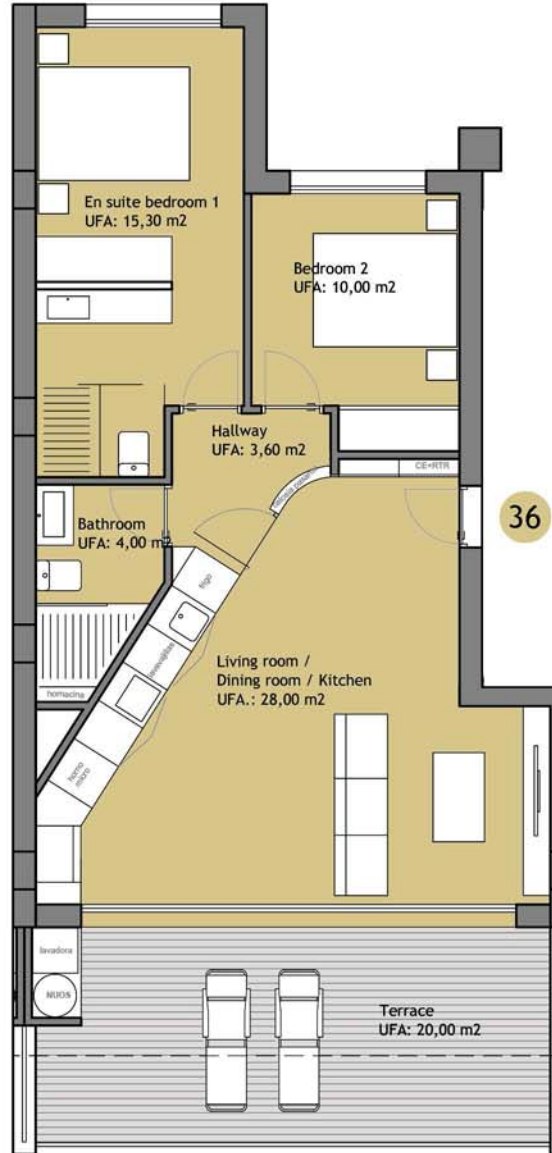 En suite bedroom 1
UFA: 15,30 m2
Bedroom 2
UFA: 10,00 m2
Hallway
UFA: 3,60 m2
CE+RTR
36
Bathroom
UFA: 4,00 m
frigo
lavavajillas
Living room /
Dining room / Kitchen
UFA.: 28,00 m2
hornacina
horno
micro
lavadora
NUOS
Terrace
UFA: 20,00 m2